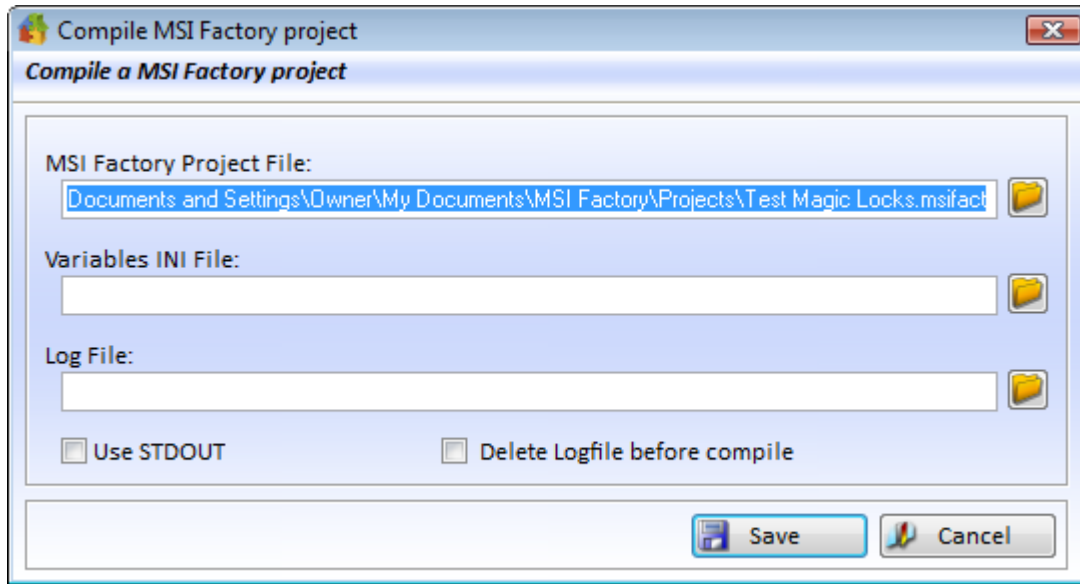 Compile MSI Factory project
Compile a MSI Factory project
MSI Factory Project File:
Documents and Settings\Owner\My Documents\MSI Factory\Projects\Test Magic Locks.msifact
Variables INI File:
Log File:
Use STDOUT
Delete Logfile before compile
Save
Cancel